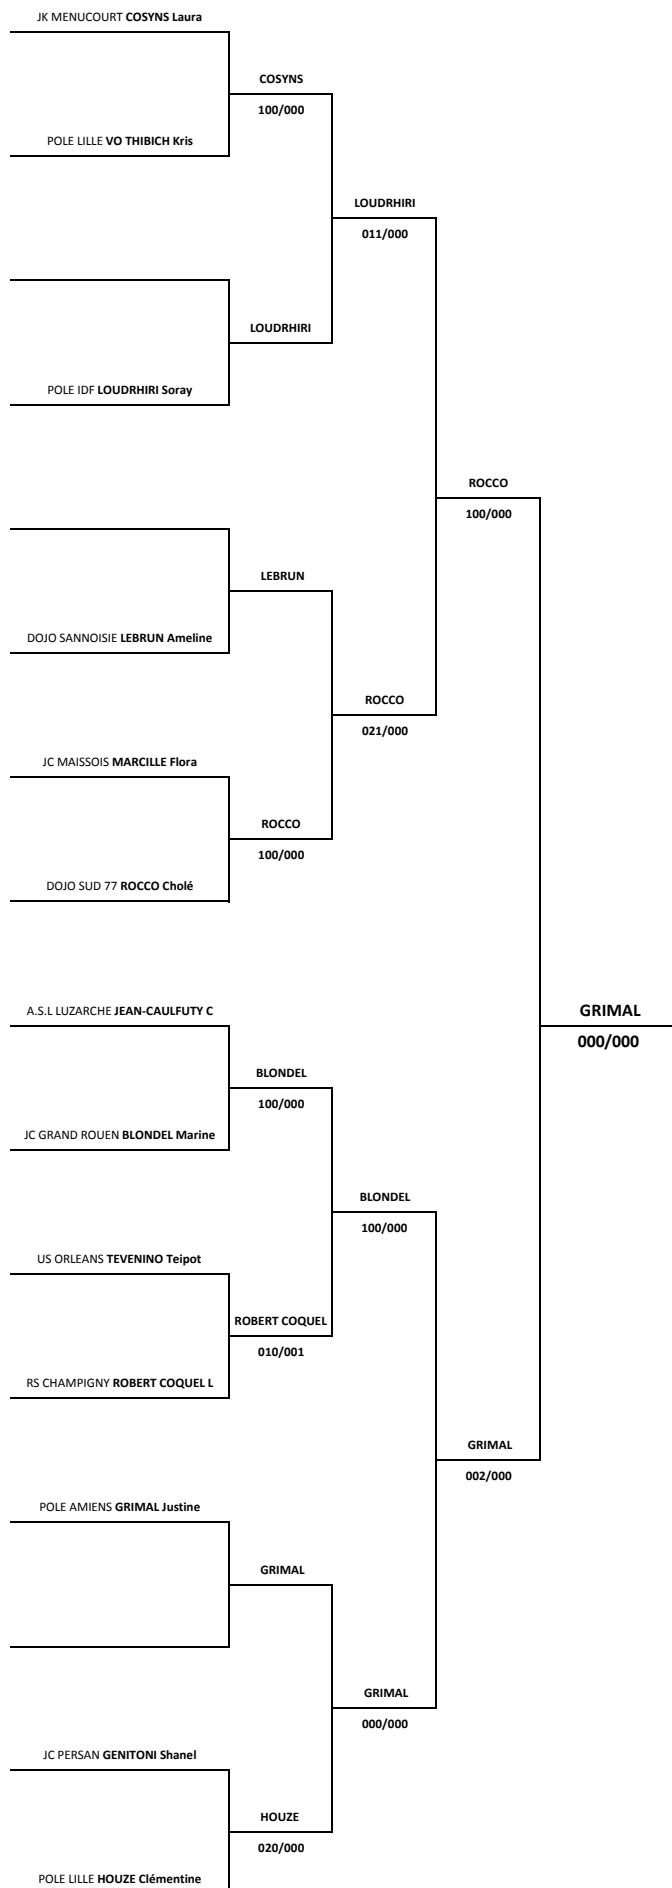 JK MENUCOURT COSYNS Laura
COSYNS
100/000
POLE LILLE VO THIBICH Kris
LOUDRHIRI
011/000
LOUDRHIRI
POLE IDF LOUDRHIRI Soray
ROCCO
100/000
LEBRUN
DOJO SANNOISIE LEBRUN Ameline
ROCCO
021/000
JC MAISSOIS MARCILLE Flora
ROCCO
100/000
DOJO SUD 77 ROCCO Cholé
A.S.L LUZARCHE JEAN-CAULFUTY C
GRIMAL
000/000
BLONDEL
100/000
JC GRAND ROUEN BLONDEL Marine
BLONDEL
100/000
US ORLEANS TEVENINO Teipot
ROBERT COQUEL
010/001
RS CHAMPIGNY ROBERT COQUEL L
GRIMAL
002/000
POLE AMIENS GRIMAL Justine
GRIMAL
GRIMAL
000/000
JC PERSAN GENITONI Shanel
HOUZE
020/000
POLE LILLE HOUZE Clémentine